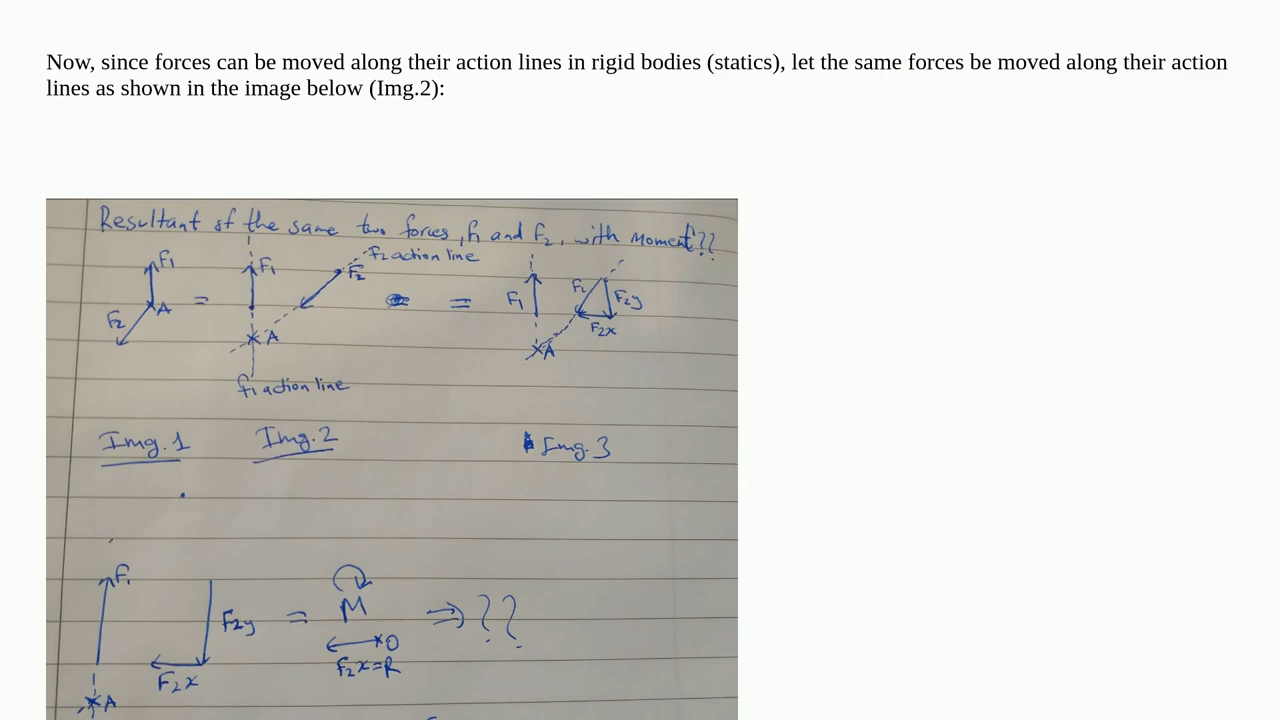 Now, since forces can be moved along their action lines in rigid bodies (statics), let the same forces be moved along their action
lines as shown in the image below (Img.2):
Resultant of the same two forces, f1 and F2, with Moment??
F1
A
F2
=
F1
F2 action line
F2
A
f1 action line
=
F1
F2
F2y
F2x
A
Img.1
Img.2
Img.3
F1
A
F2y
F2x
=
M
O
F2x=R
⇒??